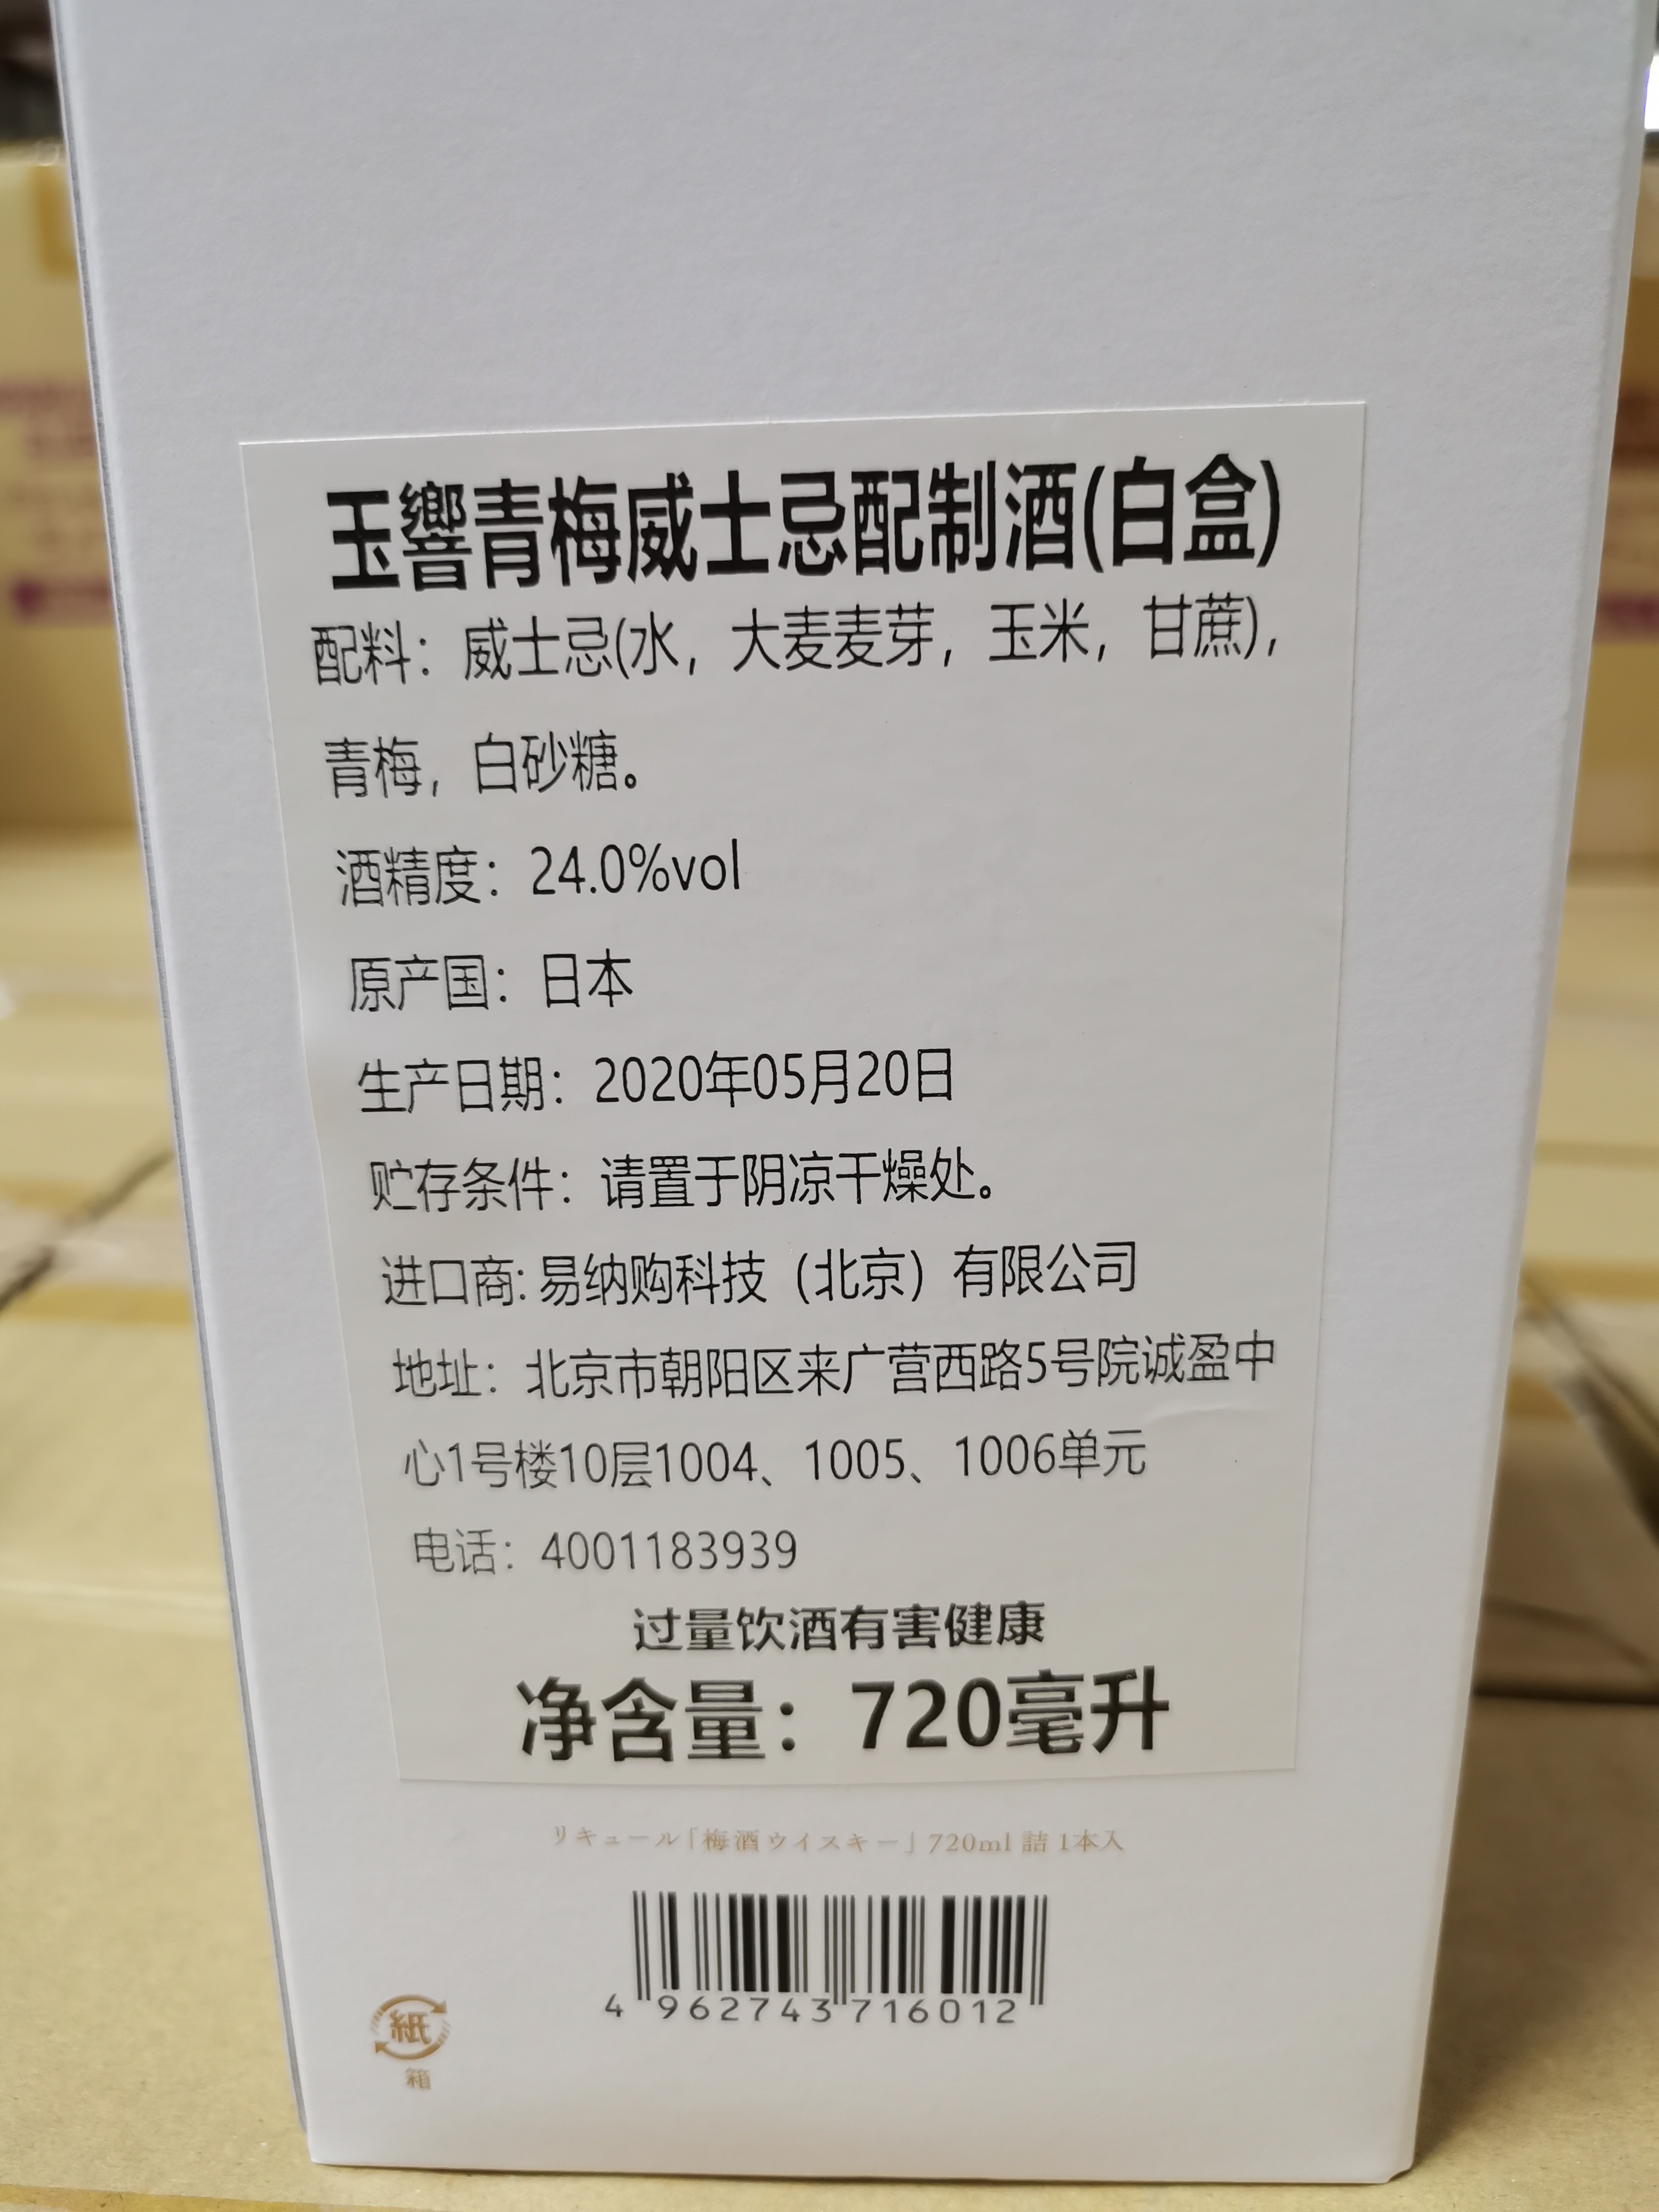 玉響青梅威士忌配制酒(白盒)
配料：威士忌(水，大麦麦芽，玉米，甘蔗)，
青梅，白砂糖。
酒精度：24.0%vol
原产国：日本
生产日期：2020年05月20日
贮存条件：请置于阴凉干燥处。
进口商:易纳购科技（北京）有限公司
地址：北京市朝阳区来广营西路5号院诚盈中
心1号楼10层1004、1005、1006单元
电话：4001183939
过量饮酒有害健康
净含量：720毫升
リキュール「梅酒ウイスキー」720ml 詰 1本入
4 962743 716012
紙
箱